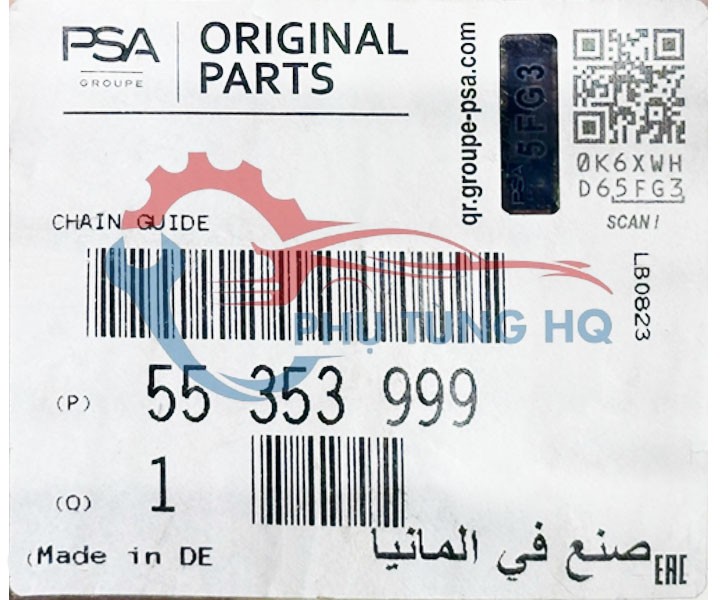 PSA
GROUPE
ORIGINAL
PARTS
qr.groupe-psa.com
PSA 5FG3
0K6XWH
D65FG3
SCAN!
CHAIN GUIDE
LB0823
PHỤ TÙNG HQ
(P) 55 353 999
(Q) 1
(Made in DE
صنع في المانيا
EAC